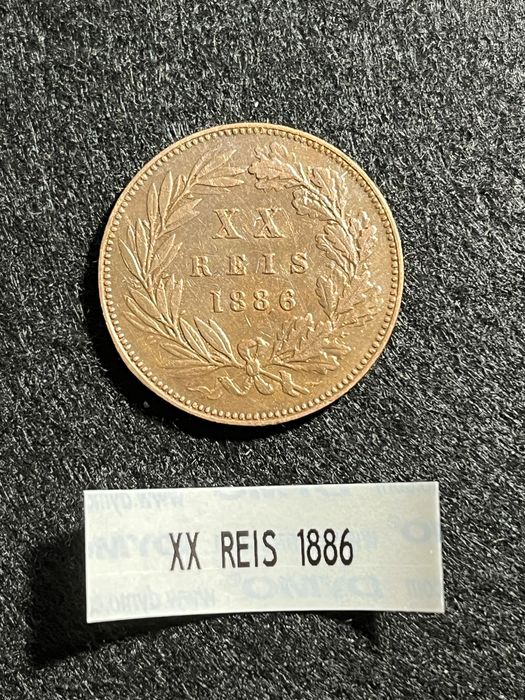 XX
REIS
1886
XX REIS 1886